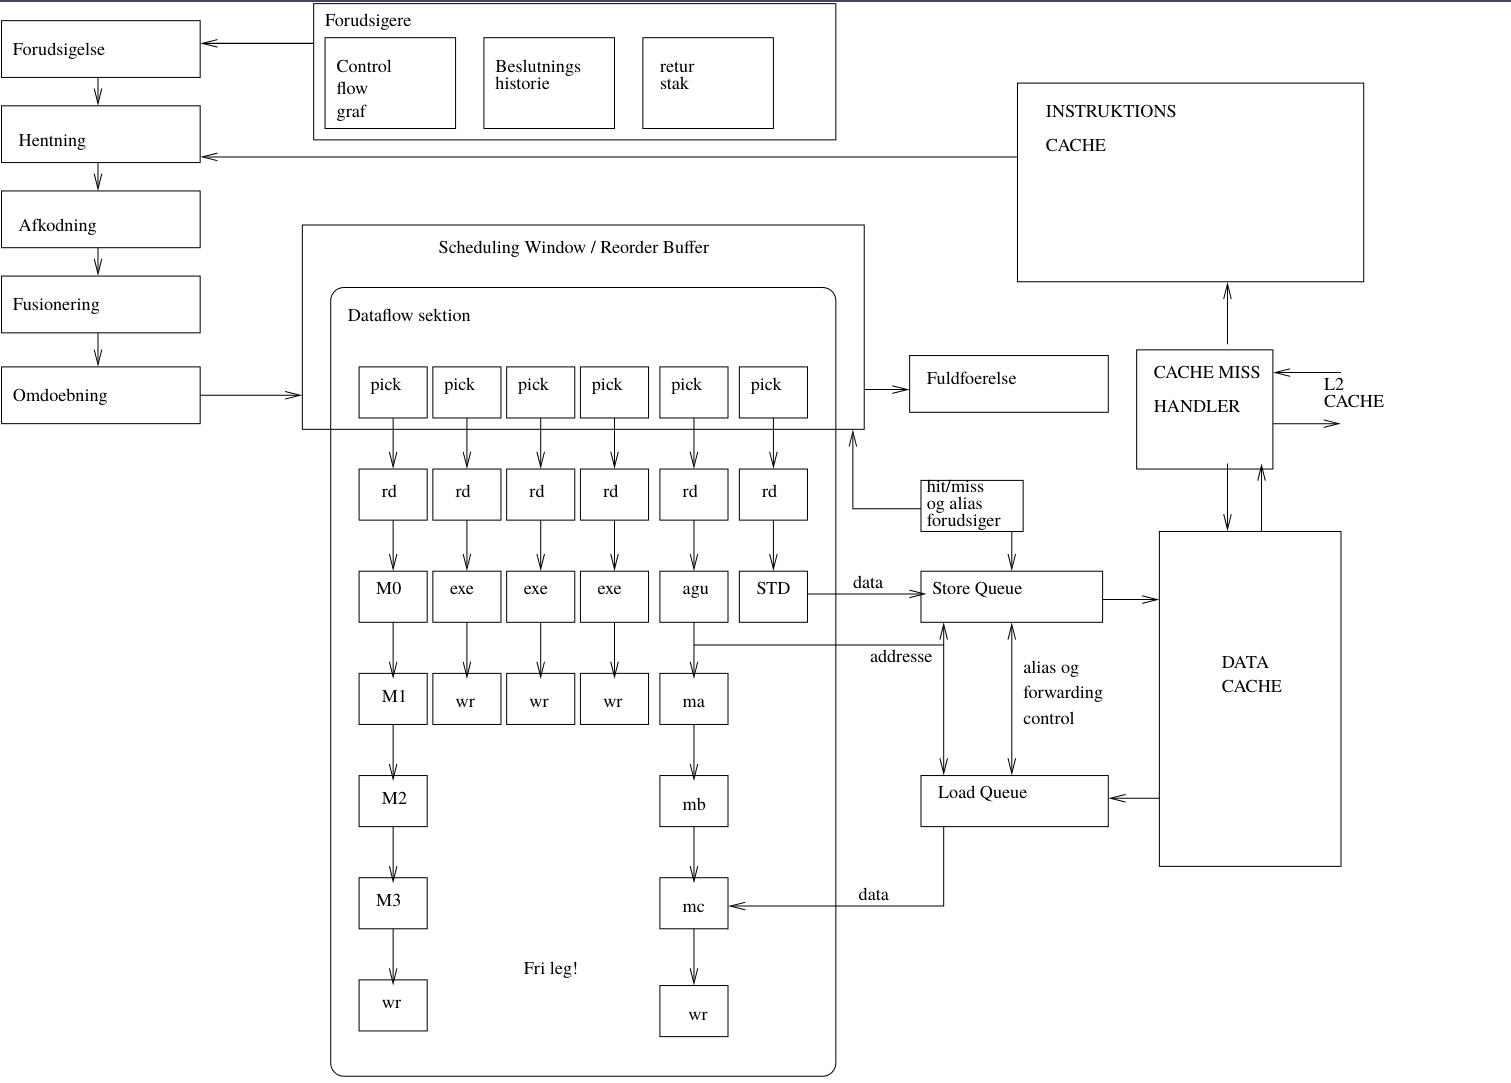 Forudsigere
Forudsigelse
Control
flow
graf
Beslutnings
historie
retur
stak
INSTRUKTIONS
CACHE
Hentning
Afkodning
Scheduling Window / Reorder Buffer
Fusionering
Dataflow sektion
Omdoebning
pick pick pick pick pick pick
Fuldfoerelse
CACHE MISS
HANDLER
L2
CACHE
rd rd rd rd rd rd
hit/miss
og alias
forudsiger
M0 exe exe exe agu STD
data
Store Queue
addresse
alias og
forwarding
control
DATA
CACHE
M1 wr wr wr ma
M2 mb
Load Queue
M3 mc
data
Fri leg!
wr wr